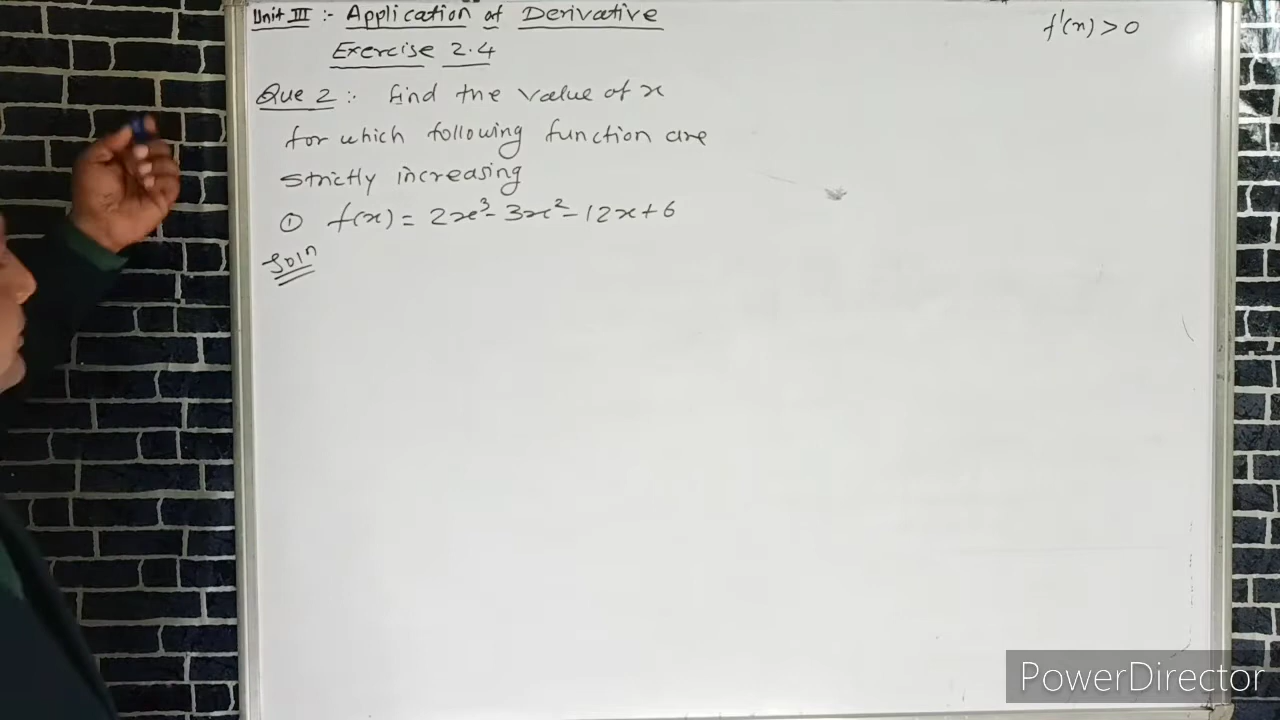 Unit III :- Application of Derivative
f'(x) > 0
Exercise 2.4
Que 2 :- find the value of x
for which following function are
strictly increasing
① f(x) = 2x³- 3x²- 12x + 6
Solⁿ
PowerDirector